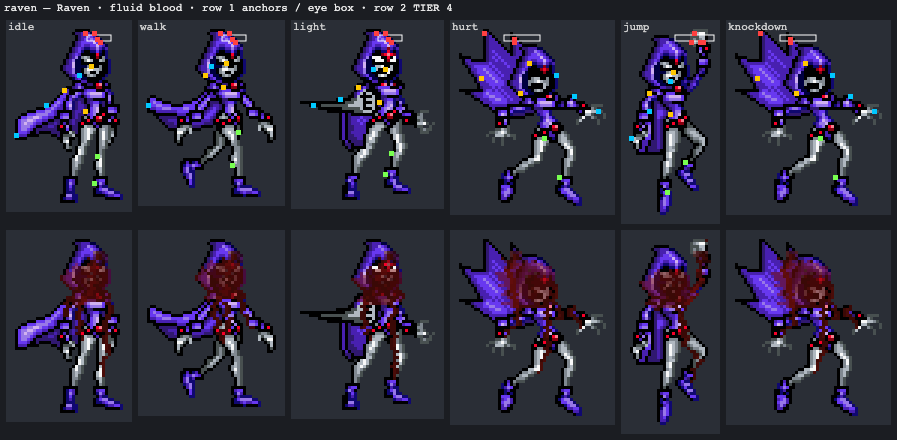 raven — Raven · fluid blood · row 1 anchors / eye box · row 2 TIER 4
idle walk light hurt jump knockdown